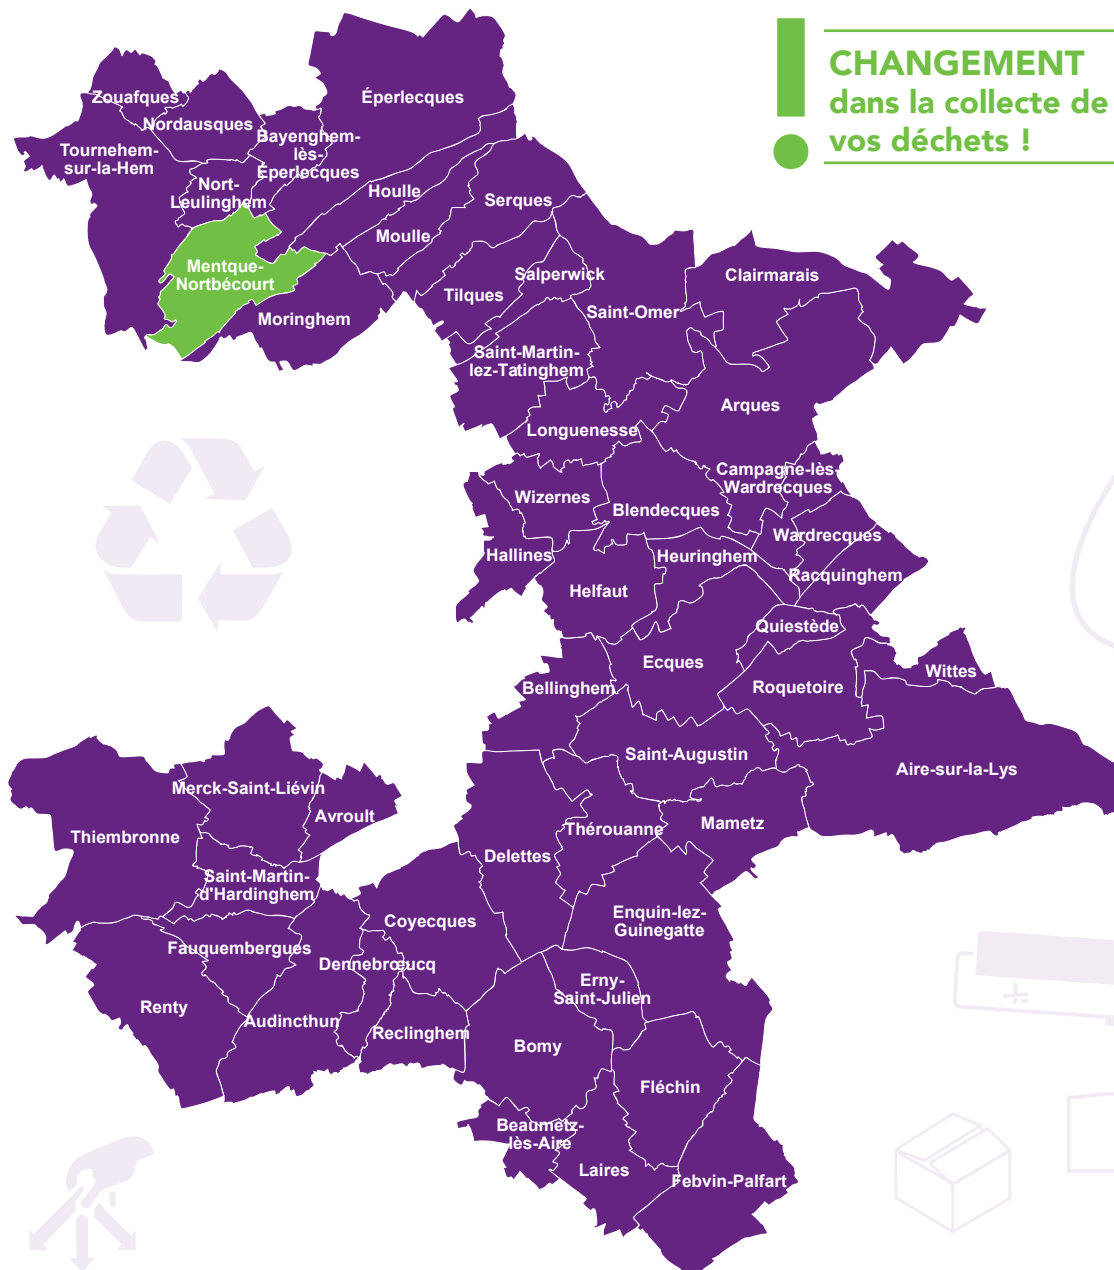 CHANGEMENT
dans la collecte de
vos déchets !
Éperlecques
Zouafques
Nordausques
Bayenghem-
lès-
Éperlecques
Tournehem-
sur-la-Hem
Nort-
Leulinghem
Houlle
Serques
Moulle
Mentque-
Nortbécourt
Salperwick
Clairmarais
Tilques
Saint-Omer
Moringhem
Saint-Martin-
lez-Tatinghem
Arques
Longuenesse
Campagne-lès-
Wardrecques
Wizernes
Blendecques
Wardrecques
Hallines
Heuringhem
Racquinghem
Helfaut
Quiestède
Ecques
Wittes
Bellinghem
Roquetoire
Saint-Augustin
Aire-sur-la-Lys
Merck-Saint-Liévin
Avroult
Thiembronne
Thérouanne
Mametz
Delettes
Saint-Martin-
d'Hardinghem
Enquin-lez-
Guinegatte
Coyecques
Fauquembergues
Dennebrœucq
Erny-
Saint-Julien
Renty
Audincthun
Reclinghem
Bomy
Fléchin
Beaumetz-
lès-Aire
Laires
Febvin-Palfart